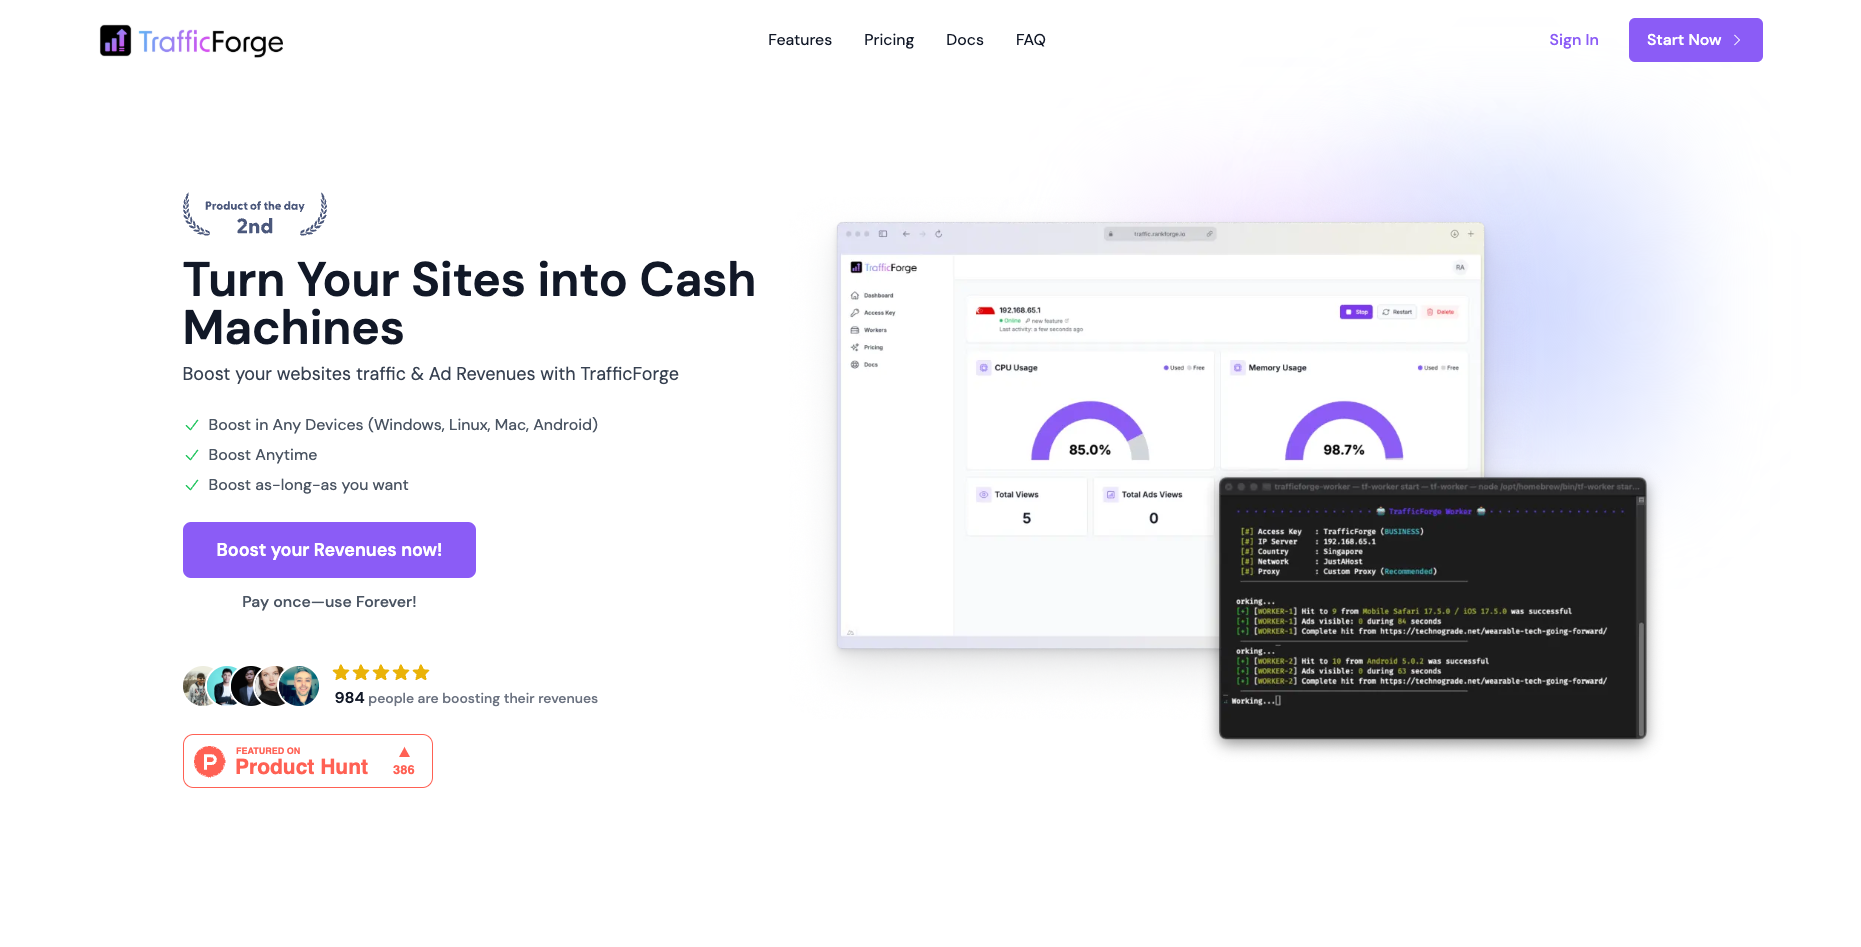 TrafficForge
Features
Pricing
Docs
FAQ
Sign In
Start Now
Product of the day
2nd
Turn Your Sites into Cash
Machines
Boost your websites traffic & Ad Revenues with TrafficForge
Boost in Any Devices (Windows, Linux, Mac, Android)
Boost Anytime
Boost as-long-as you want
Boost your Revenues now!
Pay once—use Forever!
984 people are boosting their revenues
FEATURED ON
Product Hunt
386
traffic.rankforge.io
TrafficForge
RA
Dashboard
Access Key
Workers
Pricing
Docs
192.168.65.1
Online new feature
Last activity: a few seconds ago
Stop
Restart
Delete
CPU Usage
Used Free
85.0%
Memory Usage
Used Free
98.7%
Total Views
5
Total Ads Views
0
trafficforge-worker — tf-worker start — tf-worker — node /opt/homebrew/bin/tf-worker star...
TrafficForge Worker
[#] Access Key : TrafficForge (BUSINESS)
[#] IP Server : 192.168.65.1
[#] Country : Singapore
[#] Network : JustAHost
[#] Proxy : Custom Proxy (Recommended)
orking...
[+] [WORKER-1] Hit to 9 from Mobile Safari 17.5.0 / iOS 17.5.0 was successful
[+] [WORKER-1] Ads visible: 0 during 84 seconds
[+] [WORKER-1] Complete hit from https://technograde.net/wearable-tech-going-forward/
orking...
[+] [WORKER-2] Hit to 10 from Android 5.0.2 was successful
[+] [WORKER-2] Ads visible: 0 during 63 seconds
[+] [WORKER-2] Complete hit from https://technograde.net/wearable-tech-going-forward/
Working...